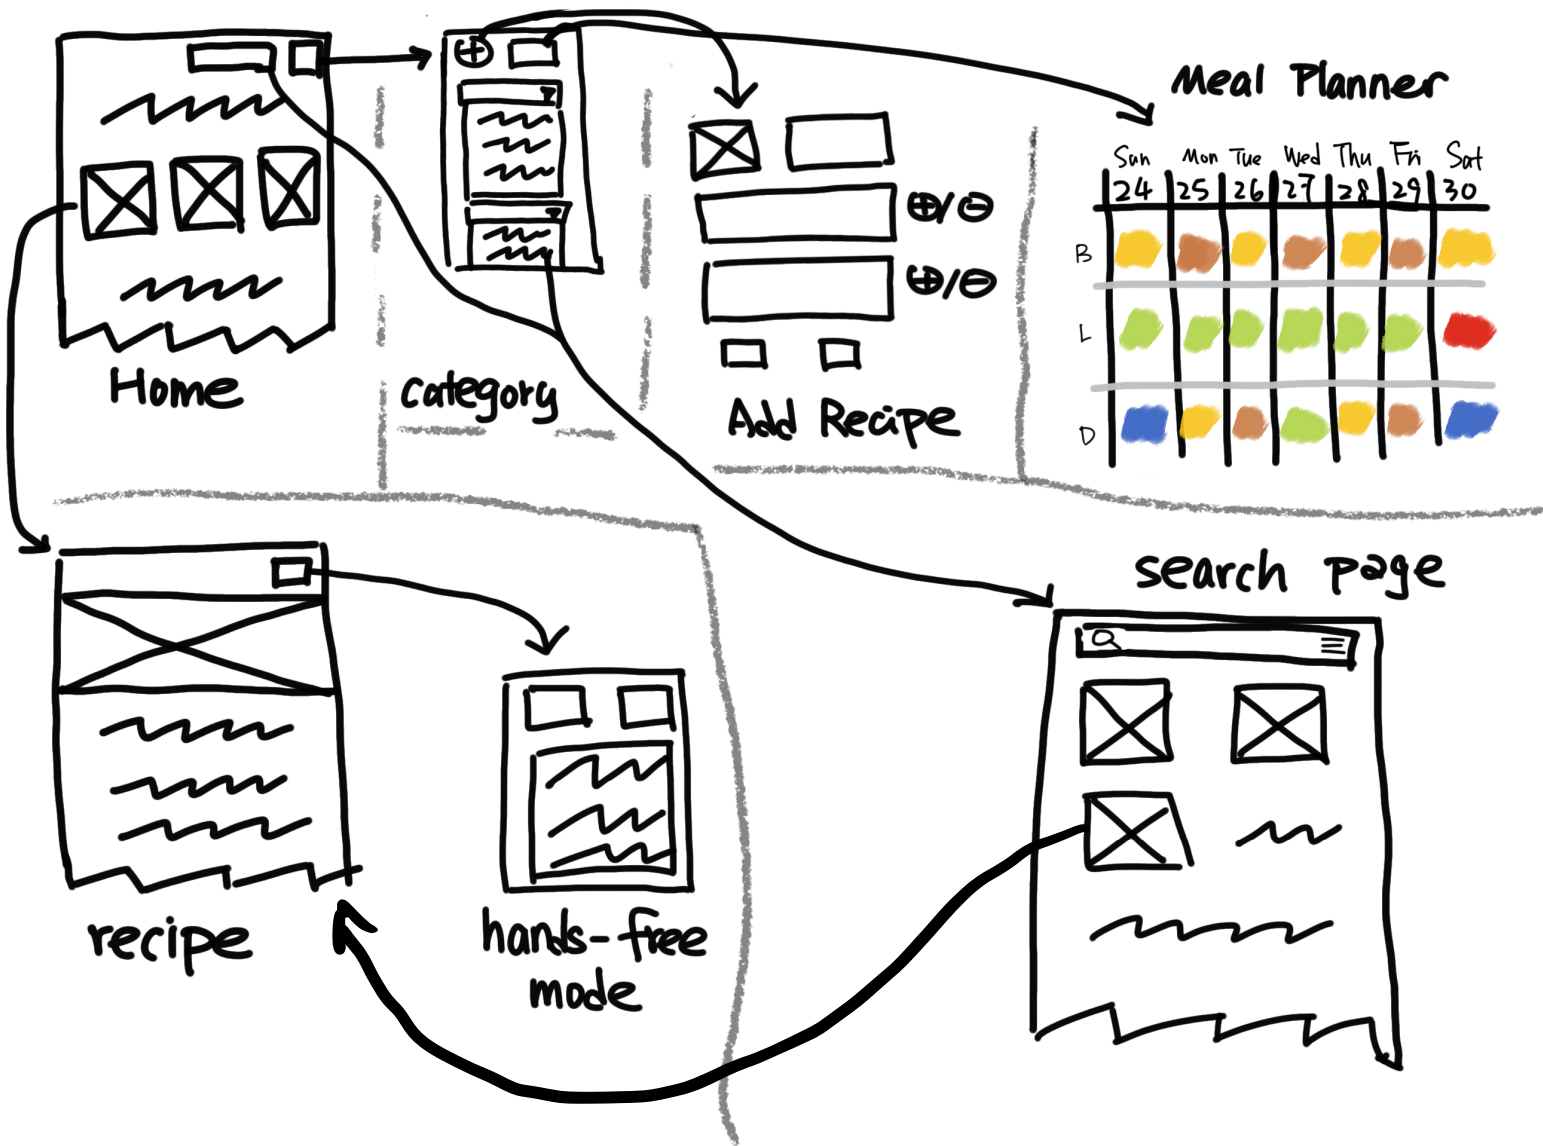 Meal Planner
Sun Mon Tue Wed Thu Fri Sat
24 25 26 27 28 29 30
B
L
D
Home
category
Add Recipe
⊕/⊖
⊕/⊖
search page
recipe
hands-free
mode